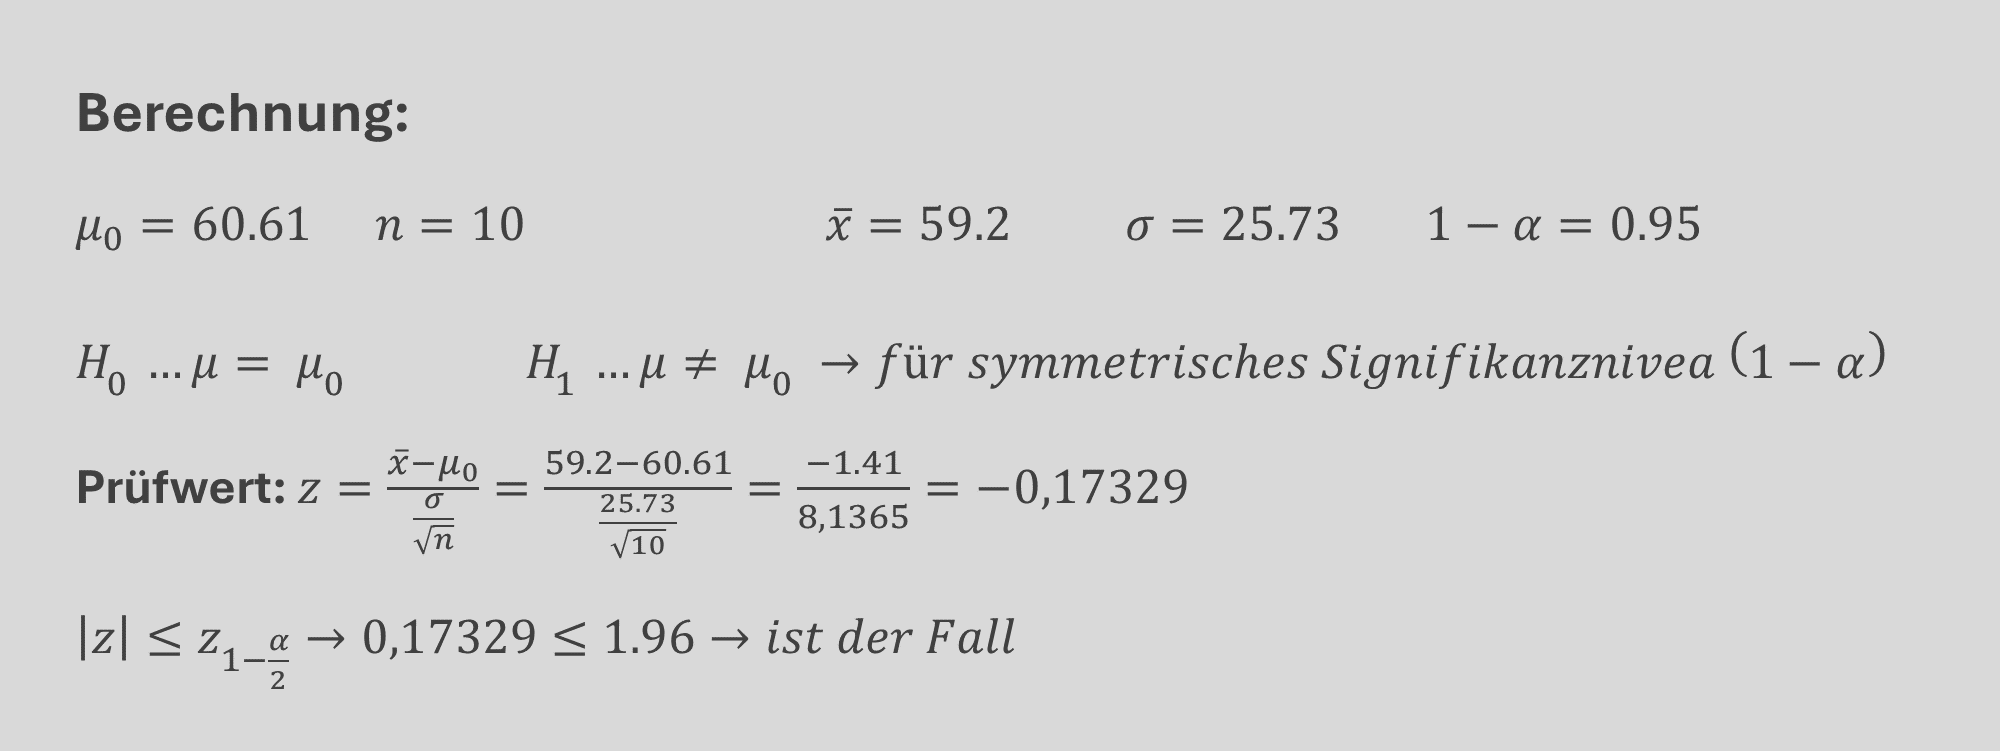 Berechnung:
μ₀ = 60.61 n = 10 x̄ = 59.2 σ = 25.73 1 − α = 0.95
H₀ ... μ = μ₀ H₁ ... μ ≠ μ₀ → für symmetrisches Signifikanznivea (1 − α)
Prüfwert: z = (x̄−μ₀)/(σ/√n) = (59.2−60.61)/(25.73/√10) = −1.41/8,1365 = −0,17329
|z| ≤ z_{1−α/2} → 0,17329 ≤ 1.96 → ist der Fall